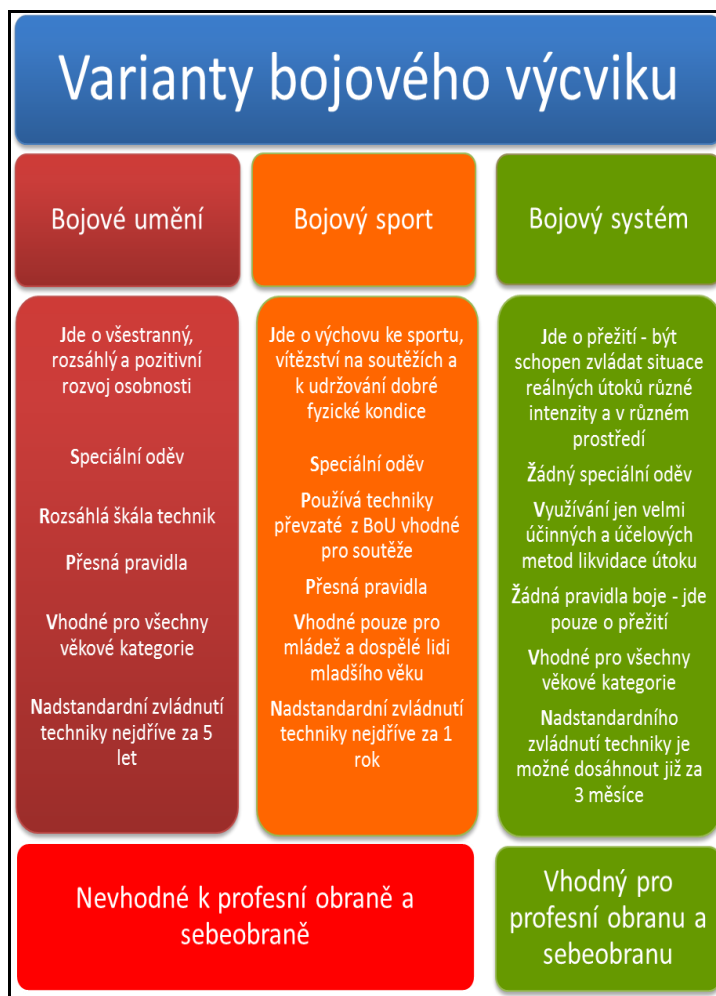 Varianty bojového výcviku
Bojové umění
Bojový sport
Bojový systém
Jde o všestranný,
rozsáhlý a pozitivní
rozvoj osobnosti
Speciální oděv
Rozsáhlá škála technik
Přesná pravidla
Vhodné pro všechny
věkové kategorie
Nadstandardní zvládnutí
techniky nejdříve za 5
let
Jde o výchovu ke sportu,
vítězství na soutěžích a
k udržování dobré
fyzické kondice
Speciální oděv
Používá techniky
převzaté z BoU vhodné
pro soutěže
Přesná pravidla
Vhodné pouze pro
mládež a dospělé lidi
mladšího věku
Nadstandardní zvládnutí
techniky nejdříve za 1
rok
Jde o přežití - být
schopen zvládat situace
reálných útoků různé
intenzity a v různém
prostředí
Žádný speciální oděv
Využívání jen velmi
účinných a účelových
metod likvidace útoku
Žádná pravidla boje - jde
pouze o přežití
Vhodné pro všechny
věkové kategorie
Nadstandardního
zvládnutí techniky je
možné dosáhnout již za
3 měsíce
Nevhodné k profesní obraně a
sebeobraně
Vhodný pro
profesní obranu a
sebeobranu